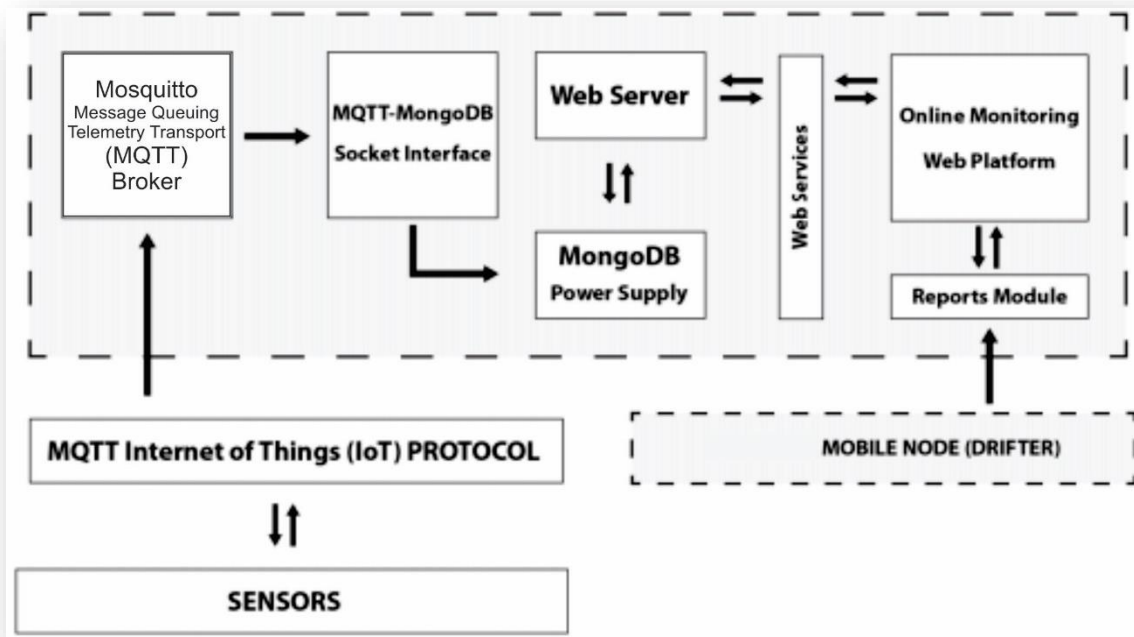 Mosquitto
Message Queuing
Telemetry Transport
(MQTT)
Broker
MQTT-MongoDB
Socket Interface
Web Server
MongoDB
Power Supply
Web Services
Online Monitoring
Web Platform
Reports Module
MQTT Internet of Things (IoT) PROTOCOL
MOBILE NODE (DRIFTER)
SENSORS